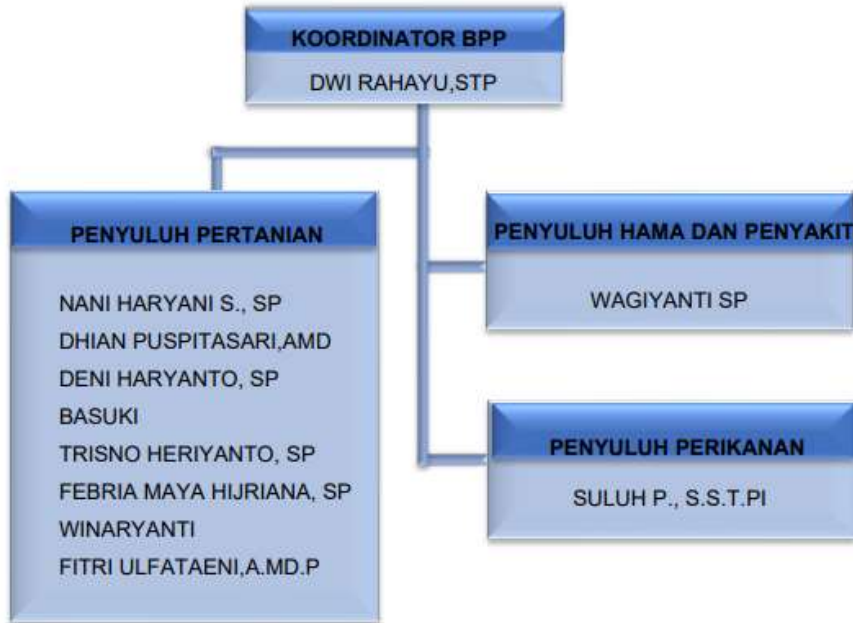 KOORDINATOR BPP
DWI RAHAYU,STP
PENYULUH PERTANIAN
NANI HARYANI S., SP
DHIAN PUSPITASARI,AMD
DENI HARYANTO, SP
BASUKI
TRISNO HERIYANTO, SP
FEBRIA MAYA HIJRIANA, SP
WINARYANTI
FITRI ULFATAENI,A.MD.P
PENYULUH HAMA DAN PENYAKIT
WAGIYANTI SP
PENYULUH PERIKANAN
SULUH P., S.S.T.PI